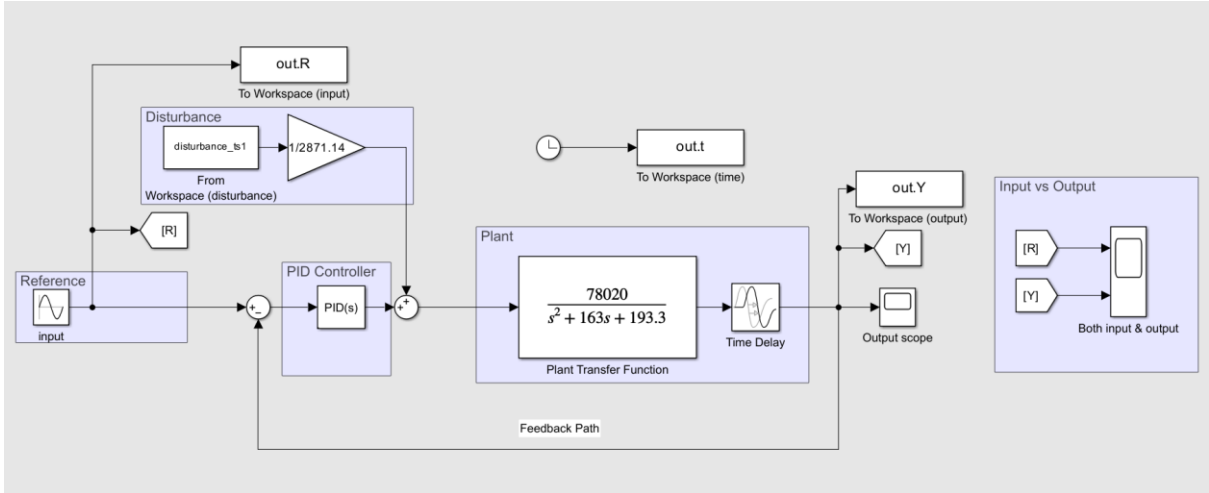 out.R
To Workspace (input)
Disturbance
disturbance_ts1
1/2871.14
From
Workspace (disturbance)
out.t
To Workspace (time)
out.Y
To Workspace (output)
Input vs Output
[R]
[Y]
Plant
[R]
PID Controller
Reference
+
+
78020
s² + 163s + 193.3
PID(s)
+
−
[Y]
input
Time Delay
Output scope
Both input & output
Plant Transfer Function
Feedback Path